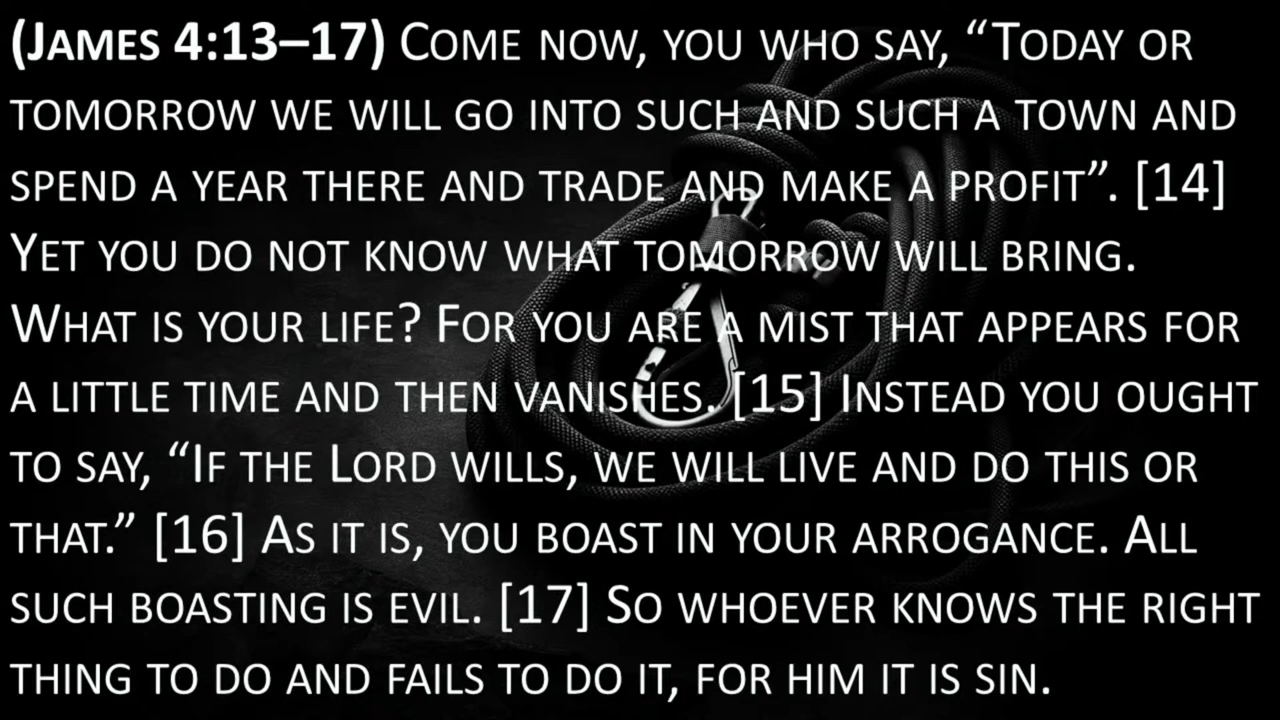 (James 4:13–17) Come now, you who say, “Today or
tomorrow we will go into such and such a town and
spend a year there and trade and make a profit”. [14]
Yet you do not know what tomorrow will bring.
What is your life? For you are a mist that appears for
a little time and then vanishes. [15] Instead you ought
to say, “If the Lord wills, we will live and do this or
that.” [16] As it is, you boast in your arrogance. All
such boasting is evil. [17] So whoever knows the right
thing to do and fails to do it, for him it is sin.